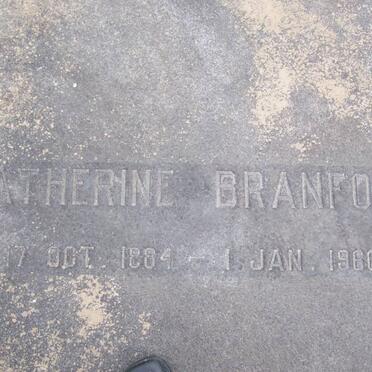 ATHERINE BRANFO
17 OCT. 1884 - 1. JAN. 1960